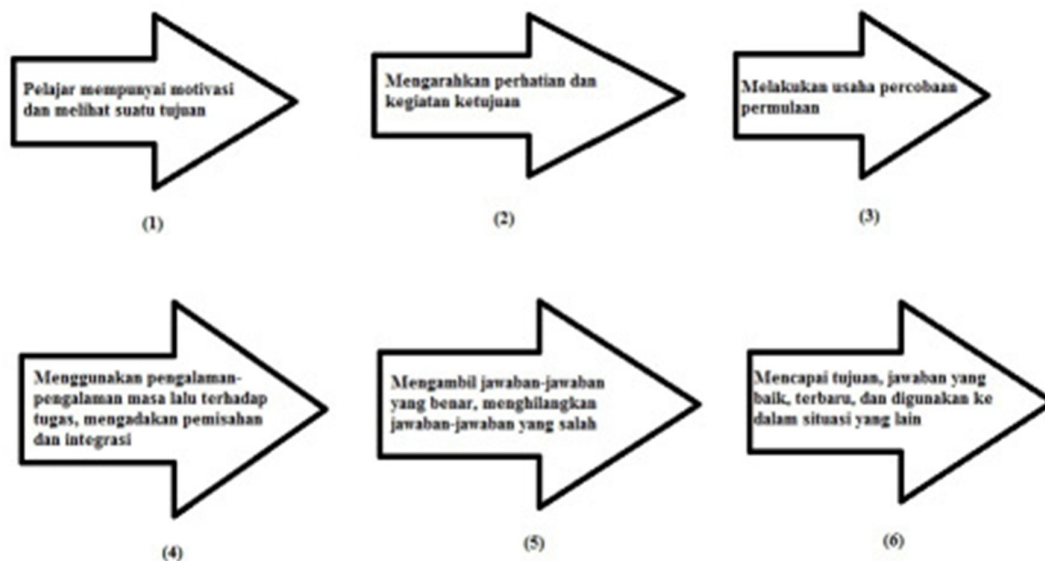 Pelajar mempunyai motivasi
dan melihat suatu tujuan
(1)
Mengarahkan perhatian dan
kegiatan ketujuan
(2)
Melakukan usaha percobaan
permulaan
(3)
Menggunakan pengalaman-
pengalaman masa lalu terhadap
tugas, mengadakan pemisahan
dan integrasi
(4)
Mengambil jawaban-jawaban
yang benar, menghilangkan
jawaban-jawaban yang salah
(5)
Mencapai tujuan, jawaban yang
baik, terbaru, dan digunakan ke
dalam situasi yang lain
(6)